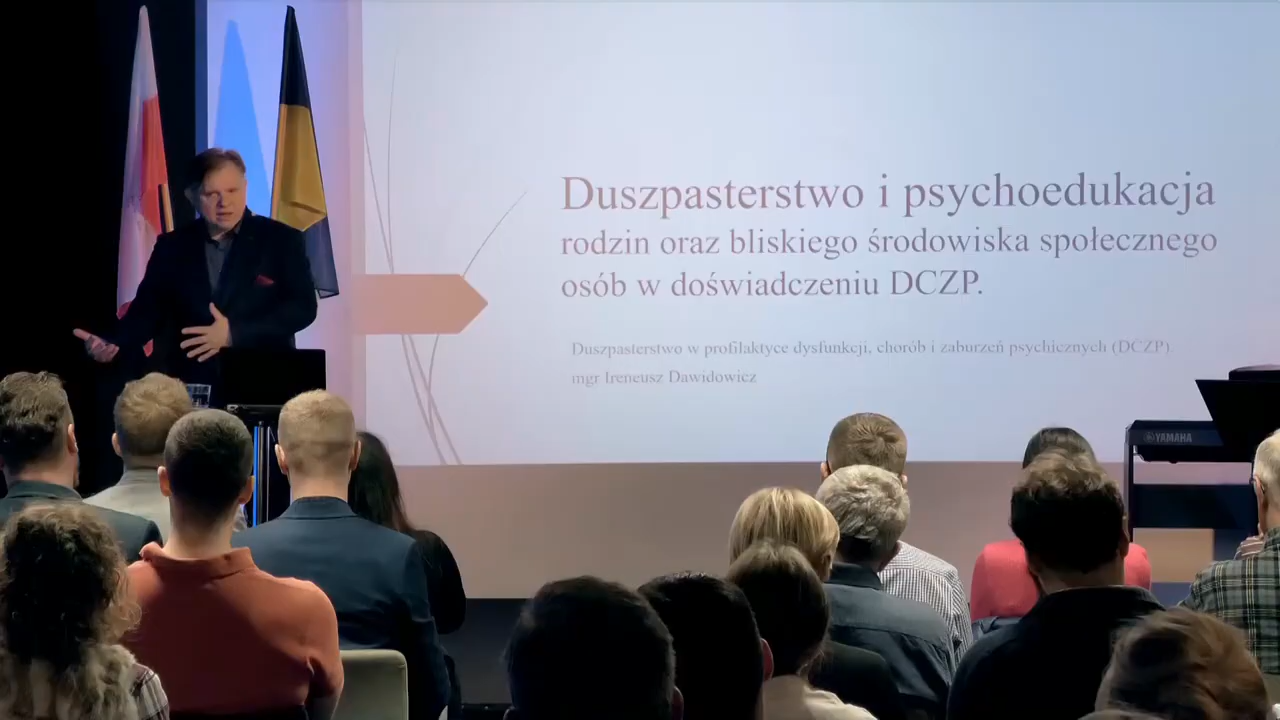 Duszpasterstwo i psychoedukacja
rodzin oraz bliskiego środowiska społecznego
osób w doświadczeniu DCZP.
Duszpasterstwo w profilaktyce dysfunkcji, chorób i zaburzeń psychicznych (DCZP)
mgr Ireneusz Dawidowicz
YAMAHA